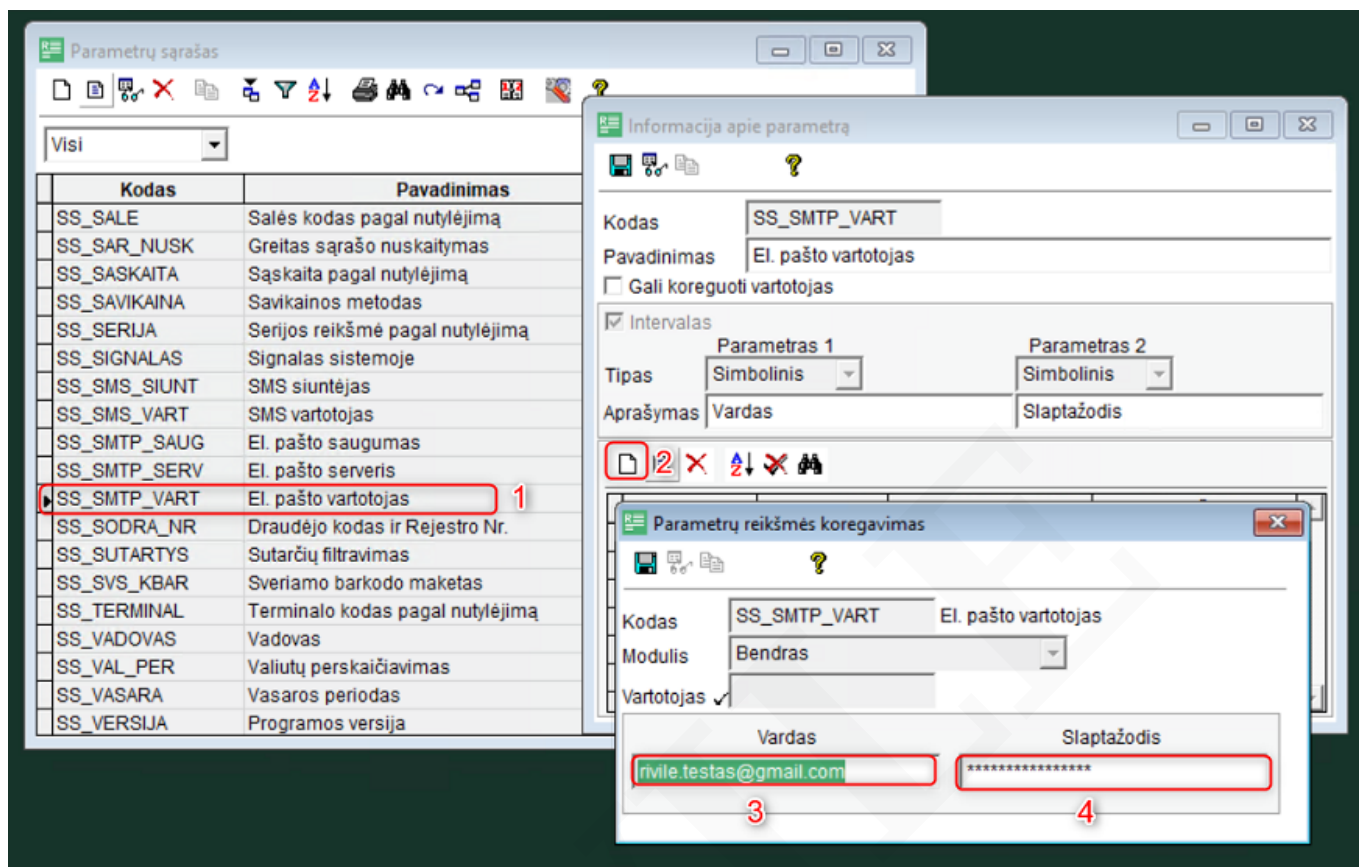 Parametrų sąrašas
Visi
Kodas Pavadinimas
SS_SALE Salės kodas pagal nutylėjimą
SS_SAR_NUSK Greitas sąrašo nuskaitymas
SS_SASKAITA Sąskaita pagal nutylėjimą
SS_SAVIKAINA Savikainos metodas
SS_SERIJA Serijos reikšmė pagal nutylėjimą
SS_SIGNALAS Signalas sistemoje
SS_SMS_SIUNT SMS siuntėjas
SS_SMS_VART SMS vartotojas
SS_SMTP_SAUG El. pašto saugumas
SS_SMTP_SERV El. pašto serveris
SS_SMTP_VART El. pašto vartotojas 1
SS_SODRA_NR Draudėjo kodas ir Rejestro Nr.
SS_SUTARTYS Sutarčių filtravimas
SS_SVS_KBAR Sveriamo barkodo maketas
SS_TERMINAL Terminalo kodas pagal nutylėjimą
SS_VADOVAS Vadovas
SS_VAL_PER Valiutų perskaičiavimas
SS_VASARA Vasaros periodas
SS_VERSIJA Programos versija
Informacija apie parametrą
Kodas SS_SMTP_VART
Pavadinimas El. pašto vartotojas
Gali koreguoti vartotojas
Intervalas
Parametras 1 Parametras 2
Tipas Simbolinis Simbolinis
Aprašymas Vardas Slaptažodis
2
Parametrų reikšmės koregavimas
Kodas SS_SMTP_VART El. pašto vartotojas
Modulis Bendras
Vartotojas
Vardas Slaptažodis
rivile.testas@gmail.com ****************
3 4